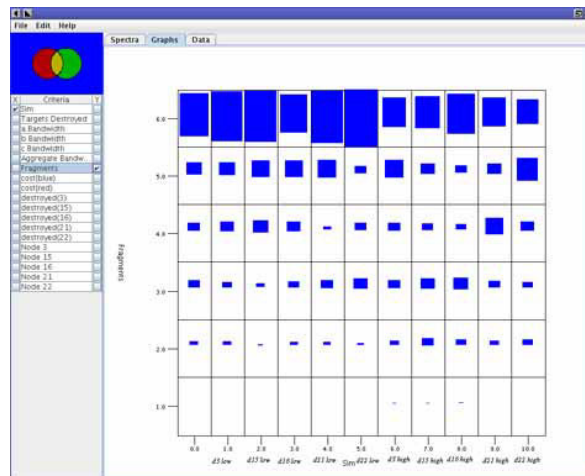 File Edit Help
Spectra Graphs Data
X Criteria Y
Sim
Targets Destroyed
a Bandwidth
b Bandwidth
c Bandwidth
Aggregate Bandw...
Fragments
cost(blue)
cost(red)
destroyed(3)
destroyed(15)
destroyed(16)
destroyed(21)
destroyed(22)
Node 3
Node 15
Node 16
Node 21
Node 22
Fragments
6.0
5.0
4.0
3.0
2.0
1.0
0.0 1.0 2.0 3.0 4.0 5.0 6.0 7.0 8.0 9.0 10.0
d3 low d15 low d16 low d21 low Sim d22 low d3 high d15 high d16 high d21 high d22 high